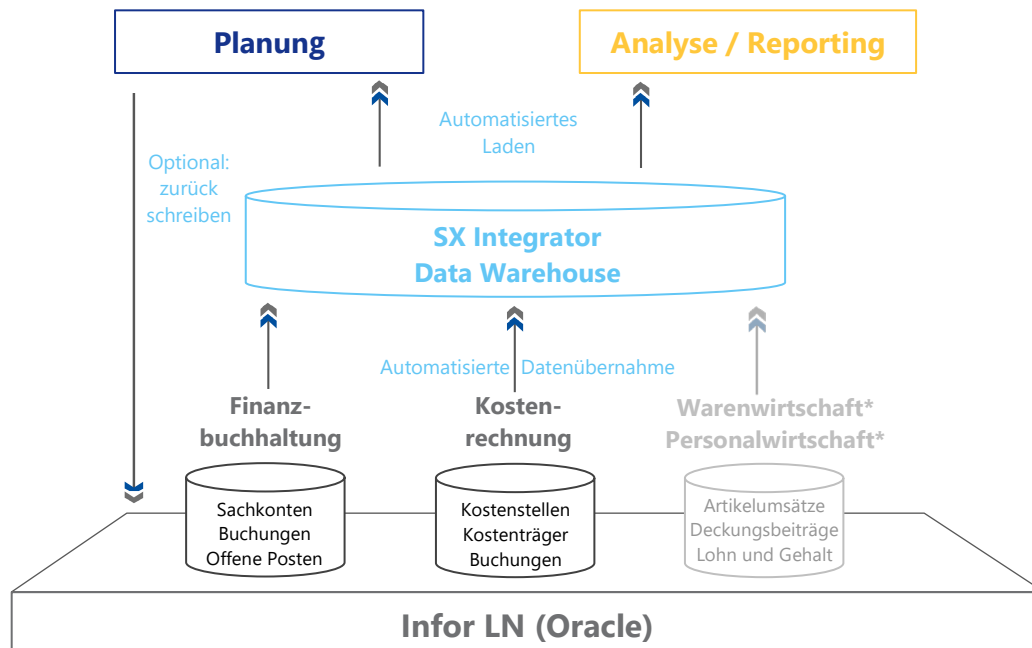 Planung
Analyse / Reporting
Automatisiertes
Laden
Optional:
zurück
schreiben
SX Integrator
Data Warehouse
Automatisierte Datenübernahme
Finanz-
buchhaltung
Kosten-
rechnung
Warenwirtschaft*
Personalwirtschaft*
Sachkonten
Buchungen
Offene Posten
Kostenstellen
Kostenträger
Buchungen
Artikelumsätze
Deckungsbeiträge
Lohn und Gehalt
Infor LN (Oracle)